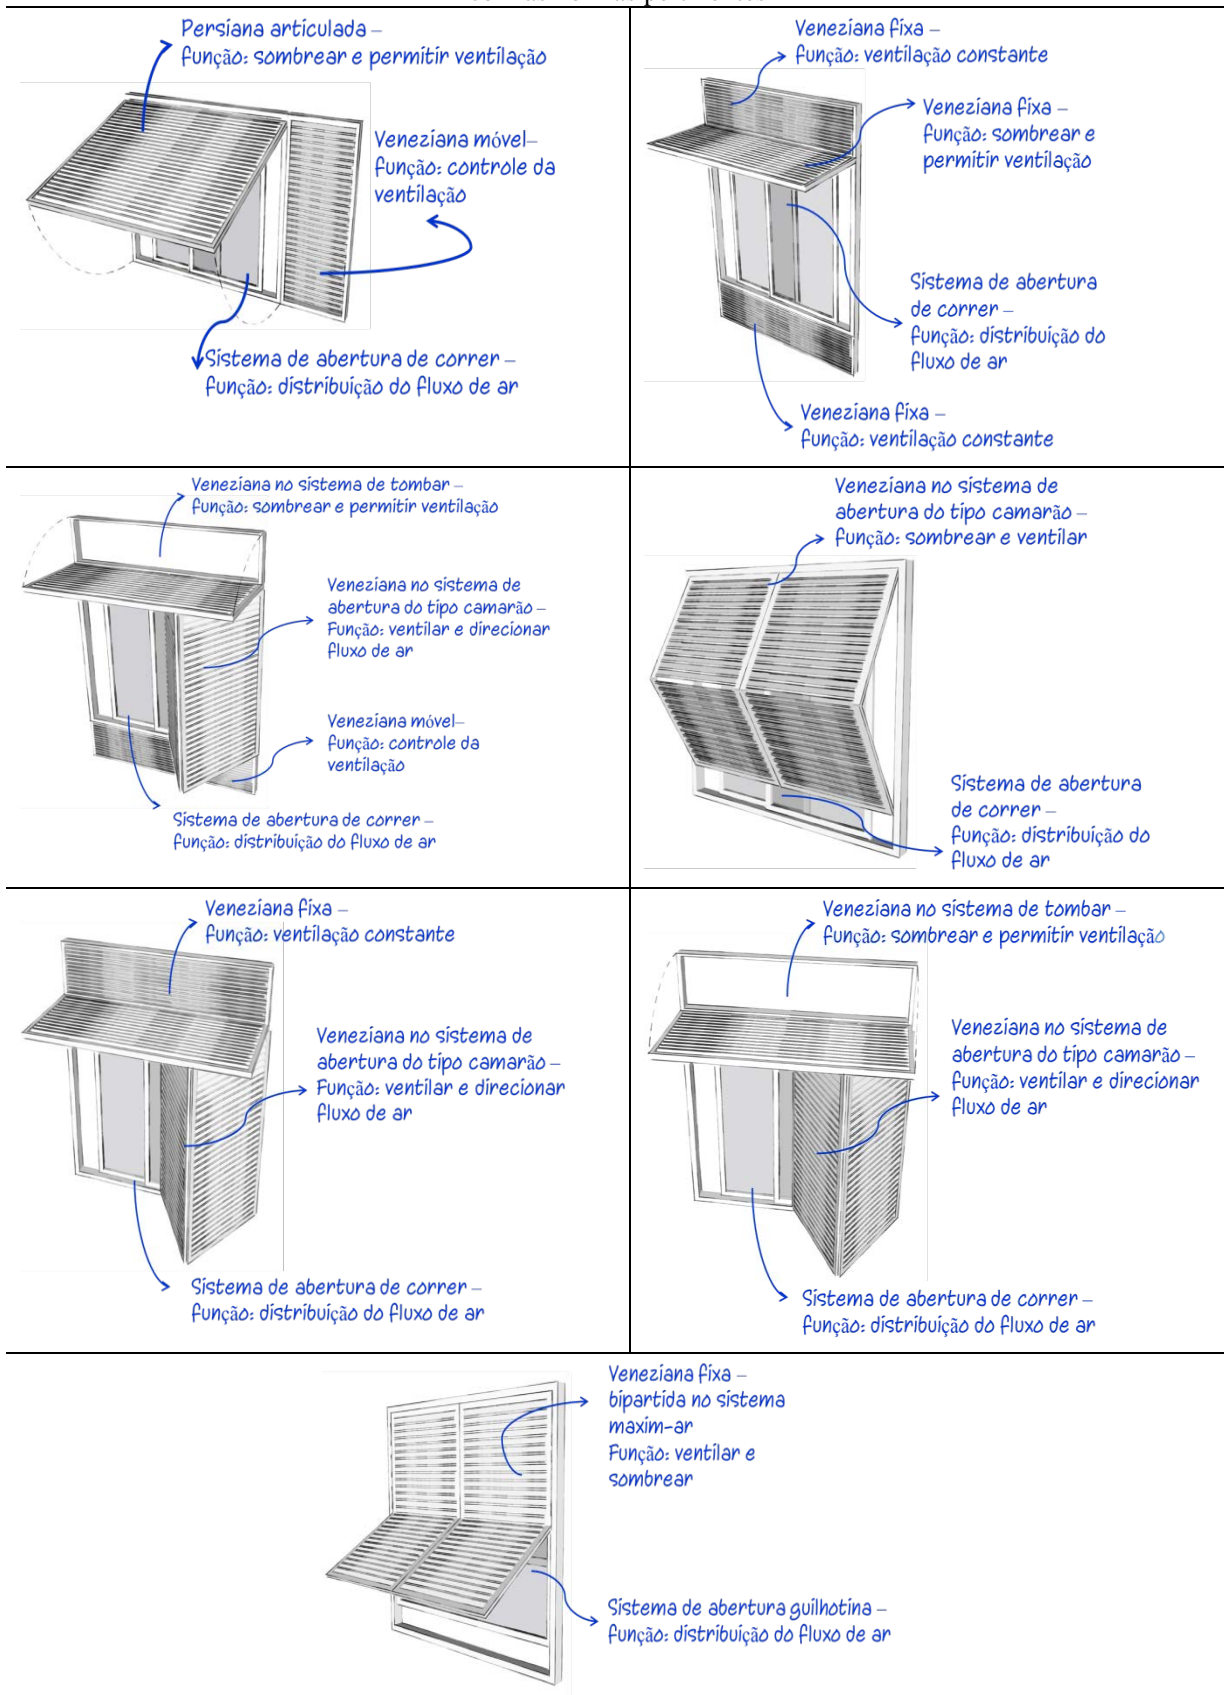 Persiana articulada –
função: sombrear e permitir ventilação
Veneziana móvel–
função: controle da
ventilação
Sistema de abertura de correr –
função: distribuição do fluxo de ar
Veneziana fixa –
função: ventilação constante
Veneziana fixa –
função: sombrear e
permitir ventilação
Sistema de abertura
de correr –
função: distribuição do
fluxo de ar
Veneziana fixa –
função: ventilação constante
Veneziana no sistema de tombar –
função: sombrear e permitir ventilação
Veneziana no sistema de
abertura do tipo camarão –
Função: ventilar e direcionar
fluxo de ar
Veneziana móvel–
função: controle da
ventilação
Sistema de abertura de correr –
função: distribuição do fluxo de ar
Veneziana no sistema de
abertura do tipo camarão –
função: sombrear e ventilar
Sistema de abertura
de correr –
função: distribuição do
fluxo de ar
Veneziana fixa –
função: ventilação constante
Veneziana no sistema de
abertura do tipo camarão –
Função: ventilar e direcionar
fluxo de ar
Sistema de abertura de correr –
função: distribuição do fluxo de ar
Veneziana no sistema de tombar –
função: sombrear e permitir ventilação
Veneziana no sistema de
abertura do tipo camarão –
função: ventilar e direcionar
fluxo de ar
Sistema de abertura de correr –
função: distribuição do fluxo de ar
Veneziana fixa –
bipartida no sistema
maxim-ar
Função: ventilar e
sombrear
Sistema de abertura guilhotina –
função: distribuição do fluxo de ar